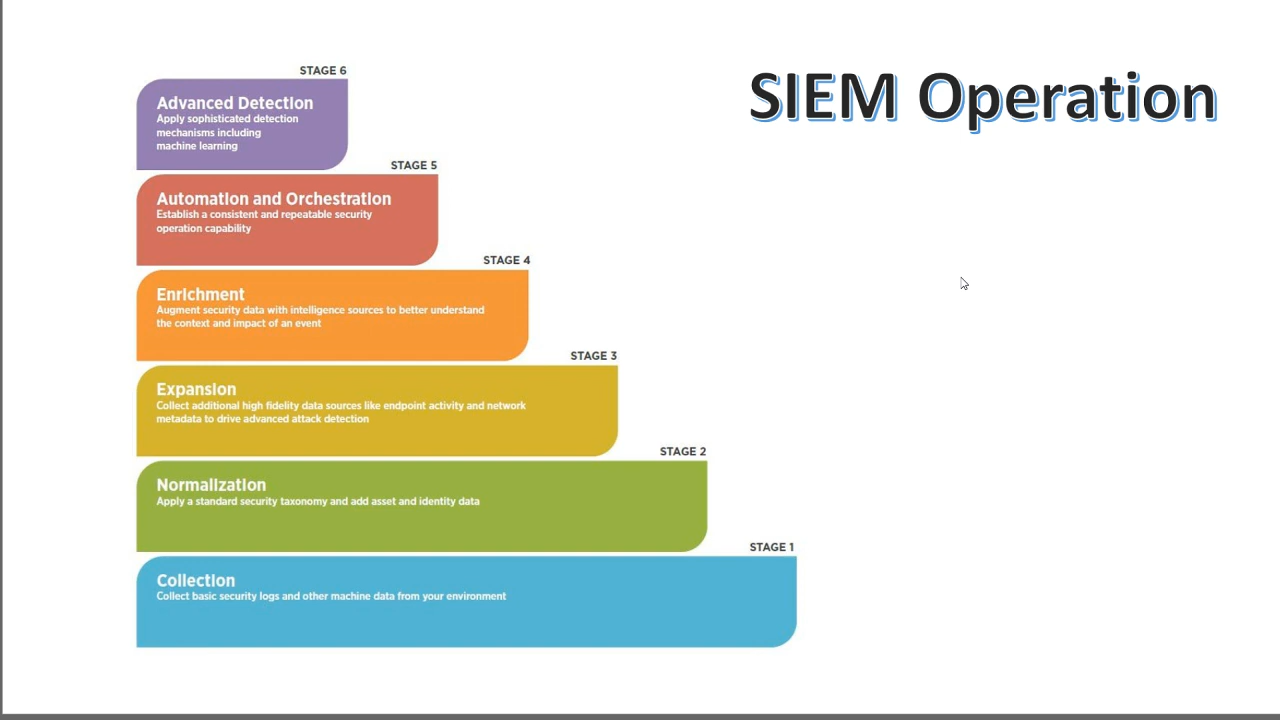 SIEM Operation
STAGE 6
Advanced Detection
Apply sophisticated detection
mechanisms including
machine learning
STAGE 5
Automation and Orchestration
Establish a consistent and repeatable security
operation capability
STAGE 4
Enrichment
Augment security data with intelligence sources to better understand
the context and impact of an event
STAGE 3
Expansion
Collect additional high fidelity data sources like endpoint activity and network
metadata to drive advanced attack detection
STAGE 2
Normalization
Apply a standard security taxonomy and add asset and identity data
STAGE 1
Collection
Collect basic security logs and other machine data from your environment